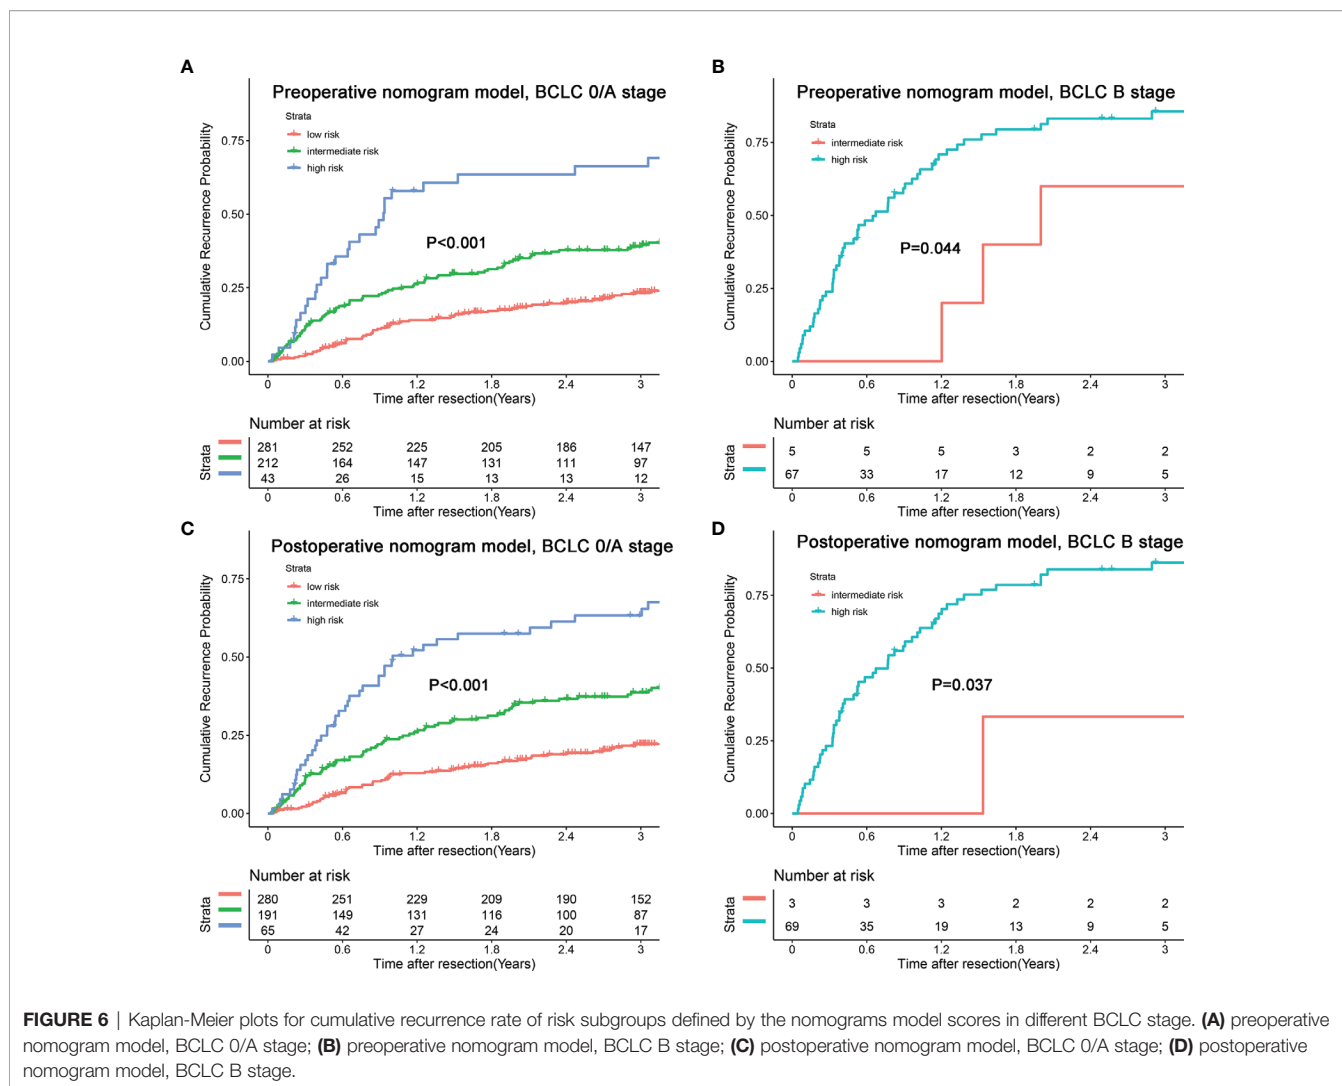 A
Preoperative nomogram model, BCLC 0/A stage
Strata
low risk
intermediate risk
high risk
Cumulative Recurrence Probability
0.75
0.50
0.25
0.00
P<0.001
0 0.6 1.2 1.8 2.4 3
Time after resection(Years)
Number at risk
Strata
281 252 225 205 186 147
212 164 147 131 111 97
43 26 15 13 13 12
0 0.6 1.2 1.8 2.4 3
Time after resection(Years)
B
Preoperative nomogram model, BCLC B stage
Strata
intermediate risk
high risk
Cumulative Recurrence Probability
0.75
0.50
0.25
0.00
P=0.044
0 0.6 1.2 1.8 2.4 3
Time after resection(Years)
Number at risk
Strata
5 5 5 3 2 2
67 33 17 12 9 5
0 0.6 1.2 1.8 2.4 3
Time after resection(Years)
C
Postoperative nomogram model, BCLC 0/A stage
Strata
low risk
intermediate risk
high risk
Cumulative Recurrence Probability
0.75
0.50
0.25
0.00
P<0.001
0 0.6 1.2 1.8 2.4 3
Time after resection(Years)
Number at risk
Strata
280 251 229 209 190 152
191 149 131 116 100 87
65 42 27 24 20 17
0 0.6 1.2 1.8 2.4 3
Time after resection(Years)
D
Postoperative nomogram model, BCLC B stage
Strata
intermediate risk
high risk
Cumulative Recurrence Probability
0.75
0.50
0.25
0.00
P=0.037
0 0.6 1.2 1.8 2.4 3
Time after resection(Years)
Number at risk
Strata
3 3 3 2 2 2
69 35 19 13 9 5
0 0.6 1.2 1.8 2.4 3
Time after resection(Years)
FIGURE 6 | Kaplan-Meier plots for cumulative recurrence rate of risk subgroups defined by the nomograms model scores in different BCLC stage. (A) preoperative
nomogram model, BCLC 0/A stage; (B) preoperative nomogram model, BCLC B stage; (C) postoperative nomogram model, BCLC 0/A stage; (D) postoperative
nomogram model, BCLC B stage.